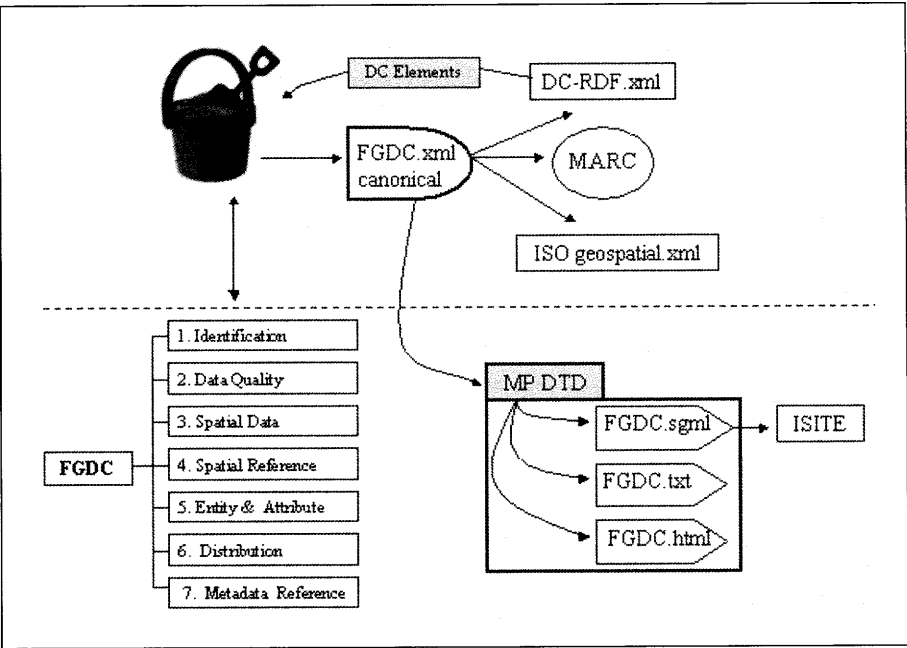 DC Elements
DC-RDF.xml
FGDC.xml
canonical
MARC
ISO geospatial.xml
1. Identification
2. Data Quality
3. Spatial Data
FGDC
4. Spatial Reference
5. Entity & Attribute
6. Distribution
7. Metadata Reference
MP DTD
FGDC.sgml
ISITE
FGDC.txt
FGDC.html